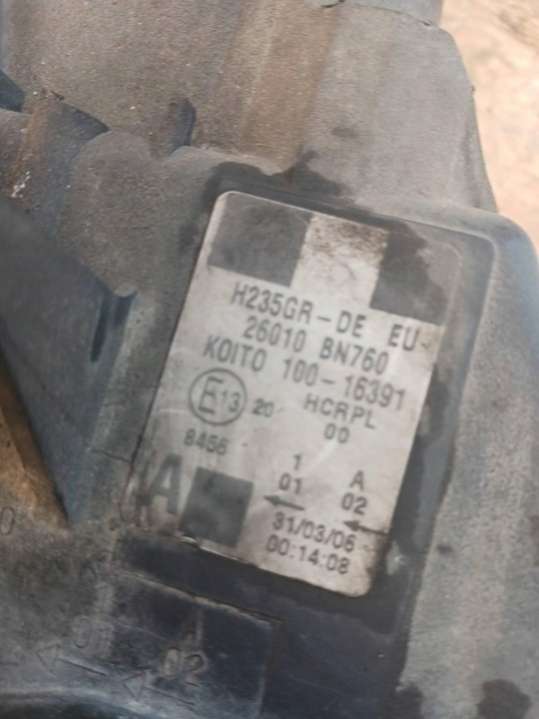 H235GR-DE EU
26010 BN760
KOITO 100-16391
E13 20 HCRPL
00
8456
1 A
01 02
31/03/06
00:14:08
02